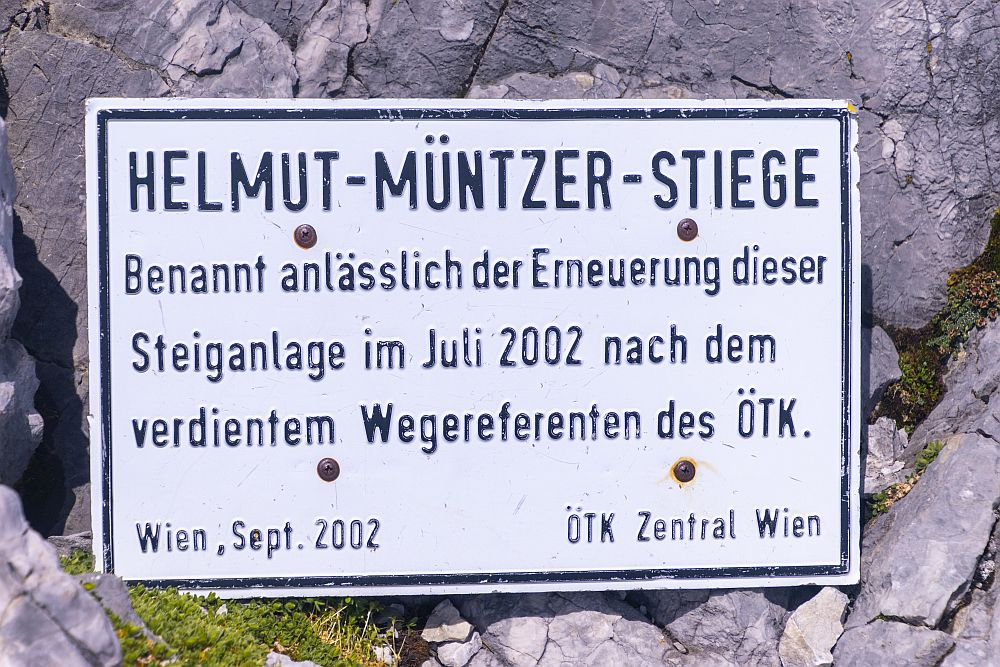 HELMUT-MÜNTZER-STIEGE
Benannt anlässlich der Erneuerung dieser
Steiganlage im Juli 2002 nach dem
verdientem Wegereferenten des ÖTK.
Wien, Sept. 2002 ÖTK Zentral Wien